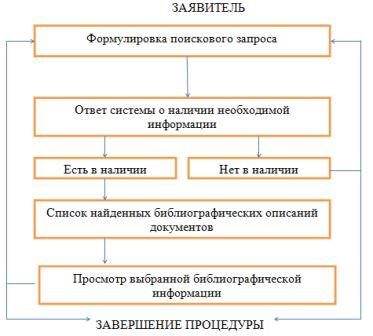 ЗАЯВИТЕЛЬ
Формулировка поискового запроса
Ответ системы о наличии необходимой
информации
Есть в наличии
Нет в наличии
Список найденных библиографических описаний
документов
Просмотр выбранной библиографической
информации
ЗАВЕРШЕНИЕ ПРОЦЕДУРЫ